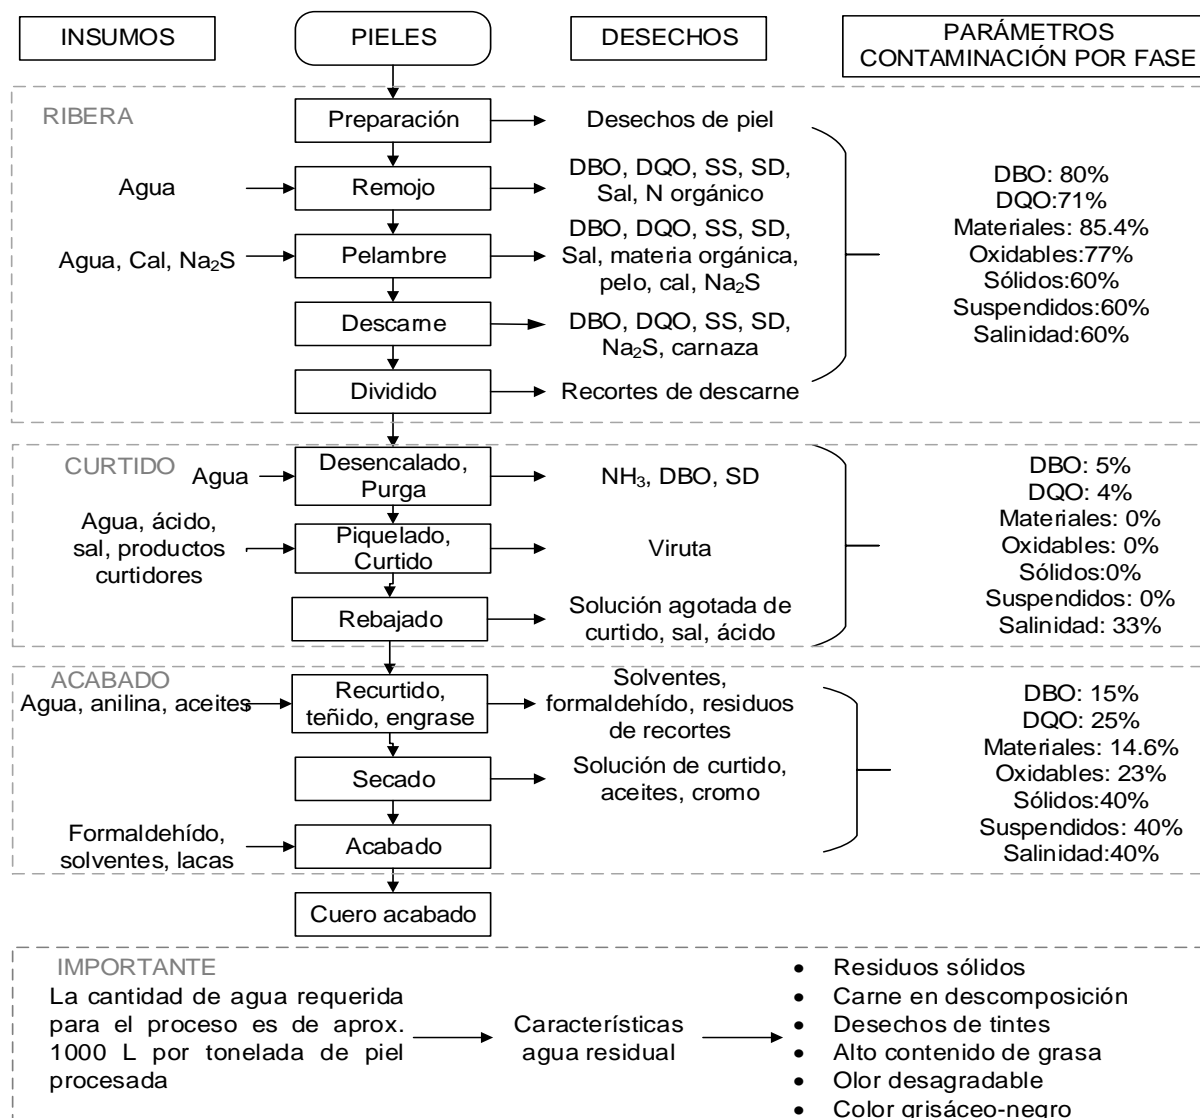 INSUMOS
PIELES
DESECHOS
PARÁMETROS
CONTAMINACIÓN POR FASE
RIBERA
Preparación
Desechos de piel
Agua
Remojo
DBO, DQO, SS, SD,
Sal, N orgánico
Agua, Cal, Na₂S
Pelambre
DBO, DQO, SS, SD,
Sal, materia orgánica,
pelo, cal, Na₂S
Descarne
DBO, DQO, SS, SD,
Na₂S, carnaza
Dividido
Recortes de descarne
DBO: 80%
DQO:71%
Materiales: 85.4%
Oxidables:77%
Sólidos:60%
Suspendidos:60%
Salinidad:60%
CURTIDO
Agua
Desencalado,
Purga
NH₃, DBO, SD
Agua, ácido,
sal, productos
curtidores
Piquelado,
Curtido
Viruta
Rebajado
Solución agotada de
curtido, sal, ácido
DBO: 5%
DQO: 4%
Materiales: 0%
Oxidables: 0%
Sólidos:0%
Suspendidos: 0%
Salinidad: 33%
ACABADO
Agua, anilina, aceites
Recurtido,
teñido, engrase
Solventes,
formaldehído, residuos
de recortes
Secado
Solución de curtido,
aceites, cromo
Formaldehído,
solventes, lacas
Acabado
DBO: 15%
DQO: 25%
Materiales: 14.6%
Oxidables: 23%
Sólidos:40%
Suspendidos: 40%
Salinidad:40%
Cuero acabado
IMPORTANTE
La cantidad de agua requerida
para el proceso es de aprox.
1000 L por tonelada de piel
procesada
Característícas
agua residual
• Residuos sólidos
• Carne en descomposición
• Desechos de tintes
• Alto contenido de grasa
• Olor desagradable
• Color grisáceo-negro